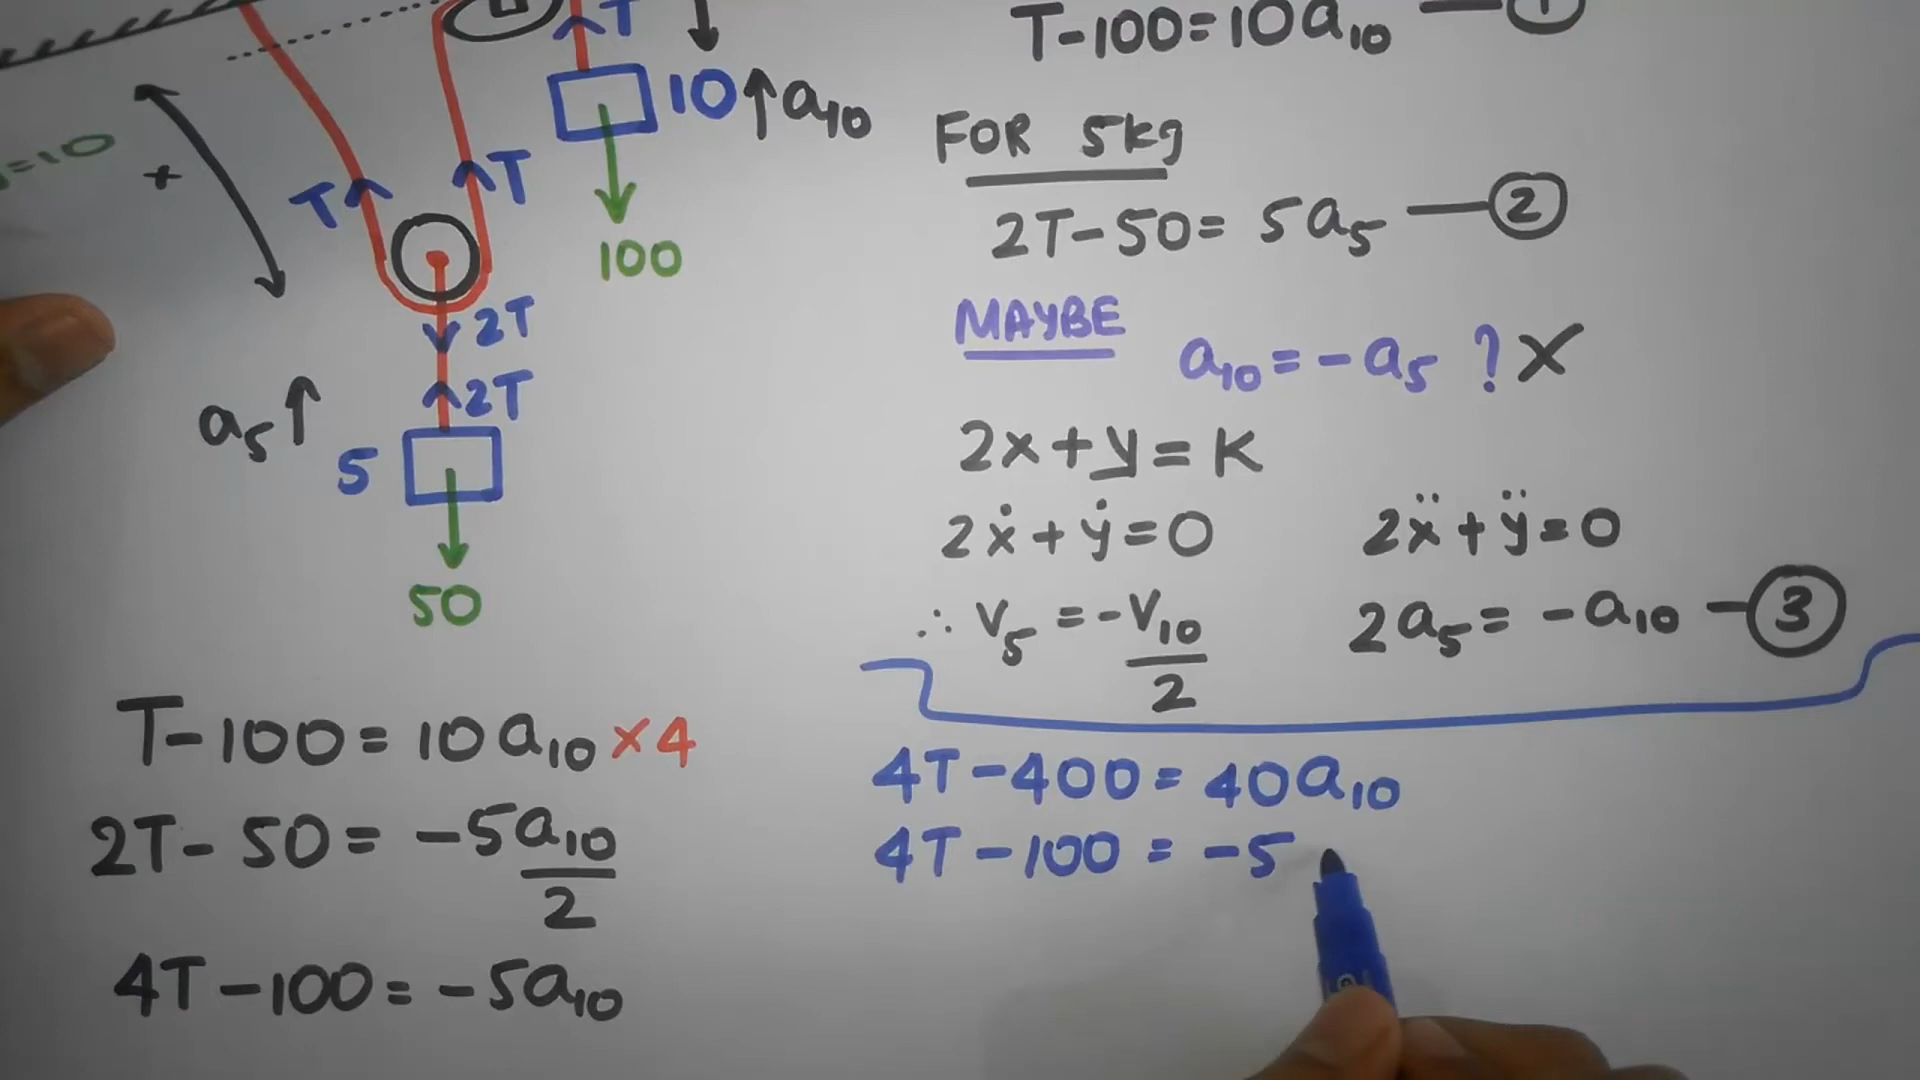 T
T-100=10a₁₀ — ①
10 ↑a₁₀
=10
+
FOR 5kg
T T
2T-50= 5a₅ — ②
100
MAYBE
2T
a₁₀=-a₅ ? X
2T
a₅↑
5
2x+y=K
2ẋ+ẏ=0 2ẍ+ÿ=0
50
∴ V₅ =-V₁₀/2 2a₅= -a₁₀ — ③
T-100=10a₁₀ ×4
4T-400=40a₁₀
2T-50= -5a₁₀/2
4T-100 = -5
4T-100=-5a₁₀